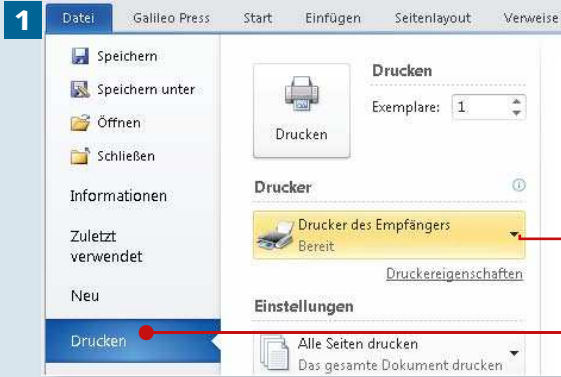 1
Datei Galileo Press Start Einfügen Seitenlayout Verweise
Speichern
Speichern unter
Öffnen
Schließen
Informationen
Zuletzt
verwendet
Neu
Drucken
Drucken
Drucken
Exemplare: 1
Drucker
Drucker des Empfängers
Bereit
Druckereigenschaften
Einstellungen
Alle Seiten drucken
Das gesamte Dokument drucken